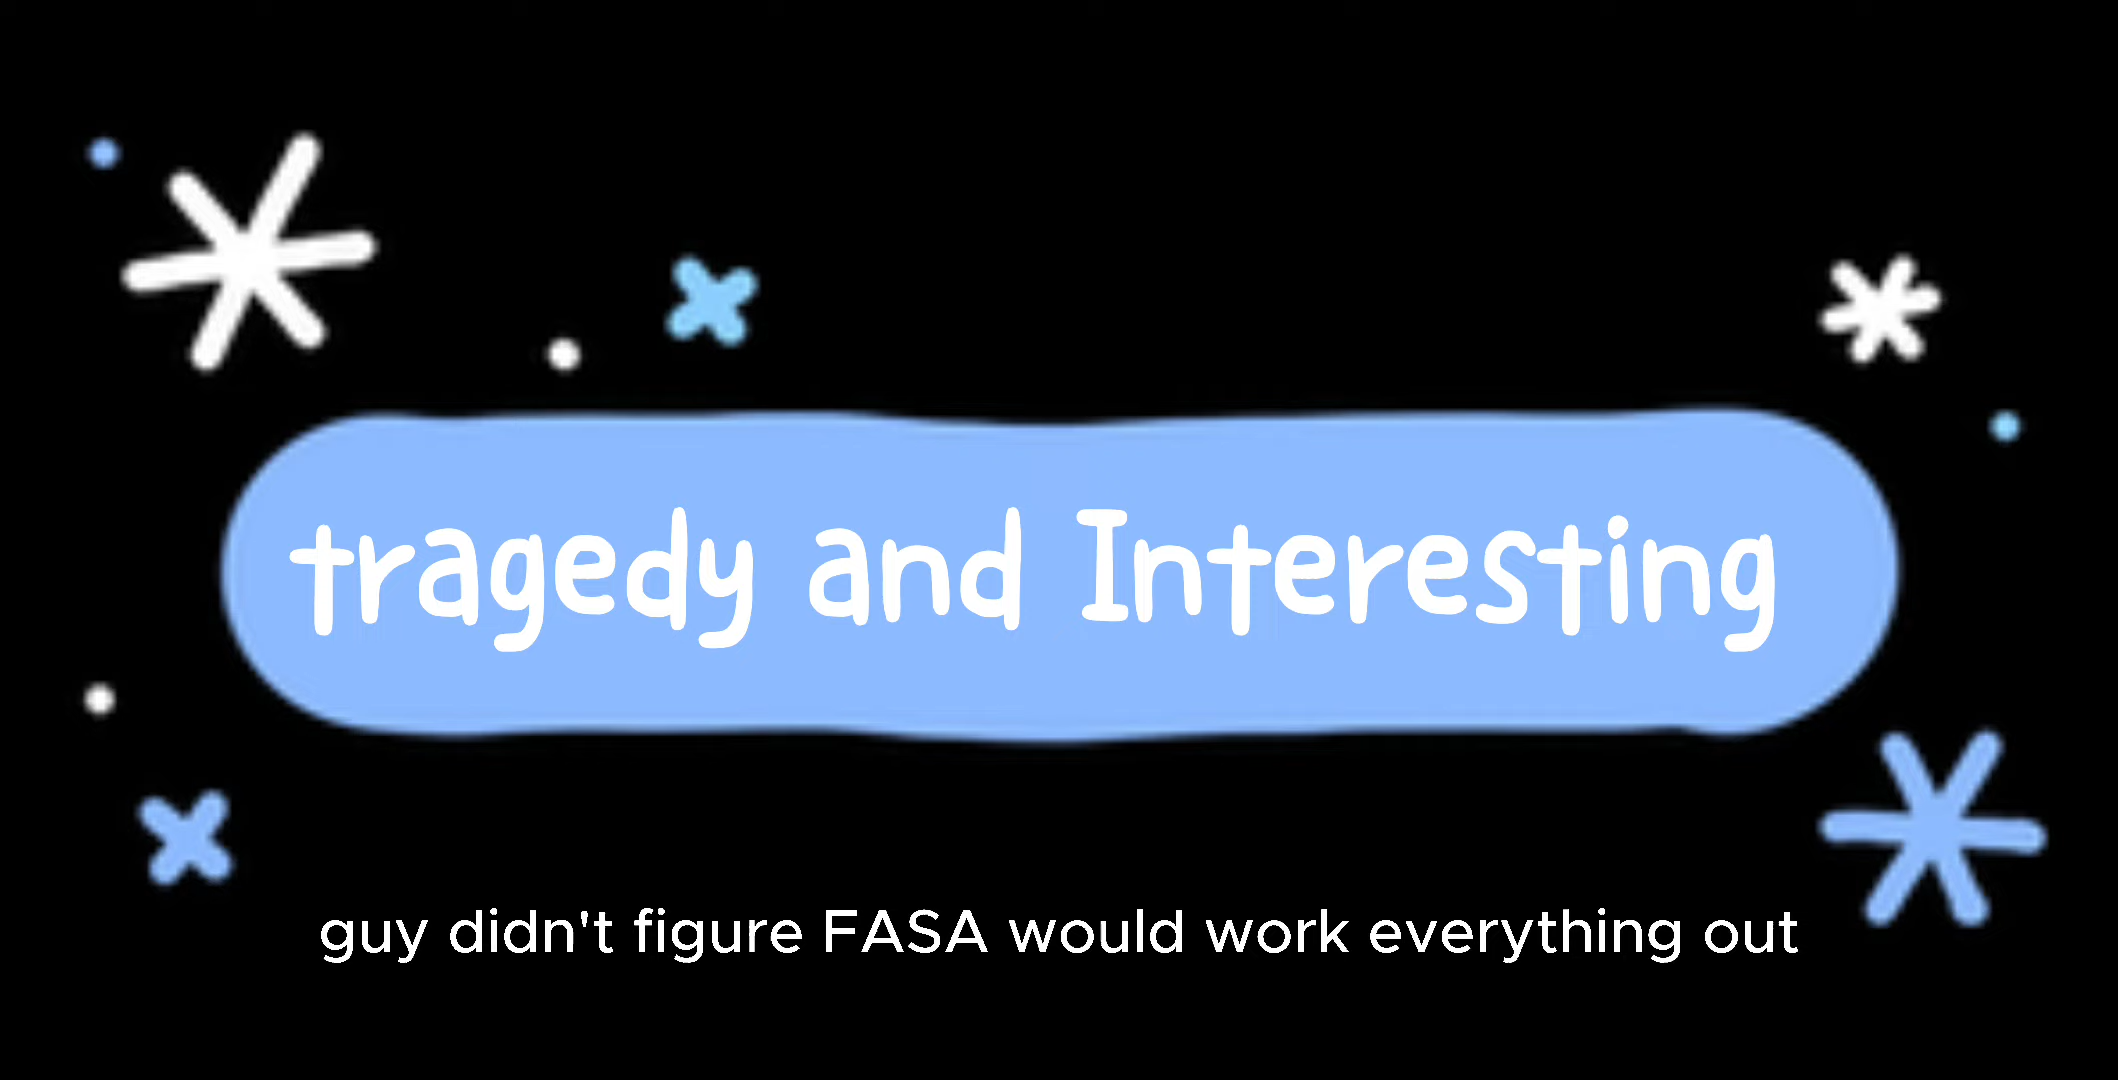 tragedy and Interesting
guy didn't figure FASA would work everything out